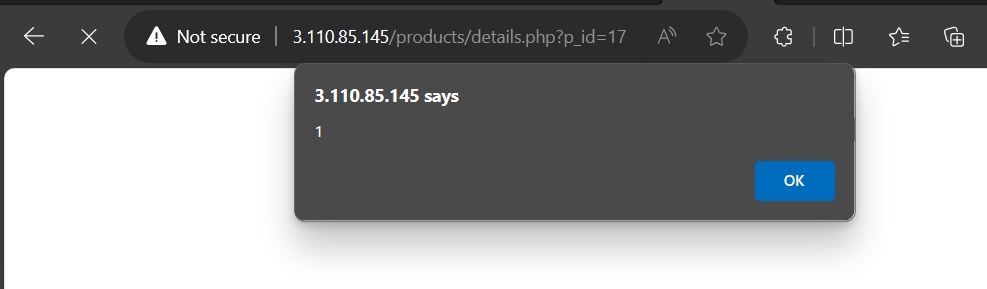 Not secure | 3.110.85.145/products/details.php?p_id=17
3.110.85.145 says
1
OK